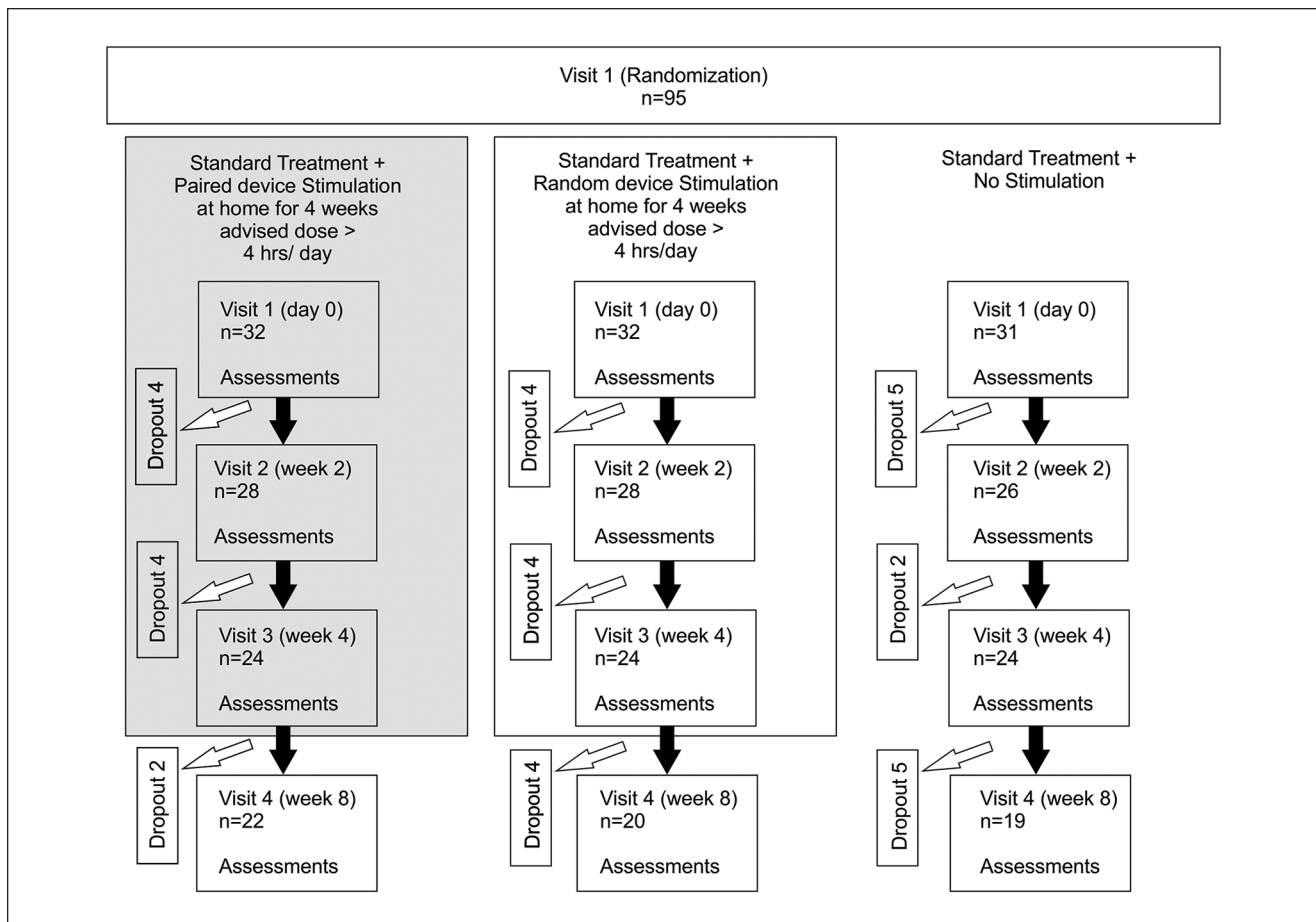 Visit 1 (Randomization)
n=95
Standard Treatment +
Paired device Stimulation
at home for 4 weeks
advised dose >
4 hrs/ day
Visit 1 (day 0)
n=32
Assessments
Dropout 4
Visit 2 (week 2)
n=28
Assessments
Dropout 4
Visit 3 (week 4)
n=24
Assessments
Dropout 2
Visit 4 (week 8)
n=22
Assessments
Standard Treatment +
Random device Stimulation
at home for 4 weeks
advised dose >
4 hrs/day
Visit 1 (day 0)
n=32
Assessments
Dropout 4
Visit 2 (week 2)
n=28
Assessments
Dropout 4
Visit 3 (week 4)
n=24
Assessments
Dropout 4
Visit 4 (week 8)
n=20
Assessments
Standard Treatment +
No Stimulation
Visit 1 (day 0)
n=31
Assessments
Dropout 5
Visit 2 (week 2)
n=26
Assessments
Dropout 2
Visit 3 (week 4)
n=24
Assessments
Dropout 5
Visit 4 (week 8)
n=19
Assessments